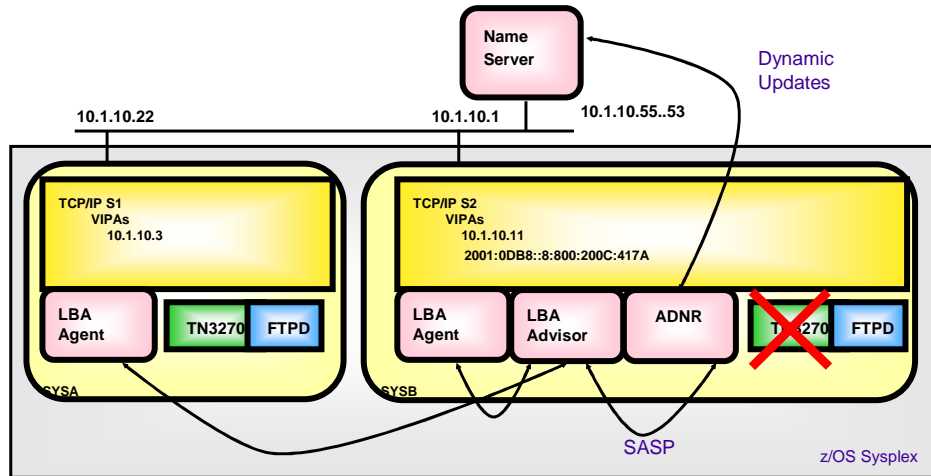 Name
Server
Dynamic
Updates
10.1.10.22
10.1.10.1
10.1.10.55..53
TCP/IP S1
VIPAs
10.1.10.3
TCP/IP S2
VIPAs
10.1.10.11
2001:0DB8::8:800:200C:417A
LBA
Agent
TN3270
FTPD
LBA
Agent
LBA
Advisor
ADNR
TN3270
FTPD
SYSA
SYSB
SASP
z/OS Sysplex